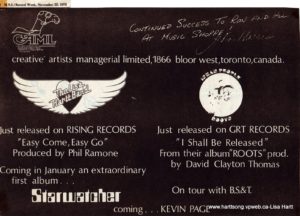 CAML
CONTINUED SUCCESS TO RON AND ALL
AT MUSIC SHOPPE
creative artists managerial limited, 1866 bloor west, toronto, canada.
Just released on RISING RECORDS
"Easy Come, Easy Go"
Produced by Phil Ramone
Coming in January an extraordinary
first album...
Starwatcher
ROOTS
Just released on GRT RECORDS
"I Shall Be Released"
From their album "ROOTS" prod.
by David Clayton Thomas
On tour with B.S.&T.
coming... KEVIN PAGE
www.hartsong.vpweb.ca-Lisa Hartt